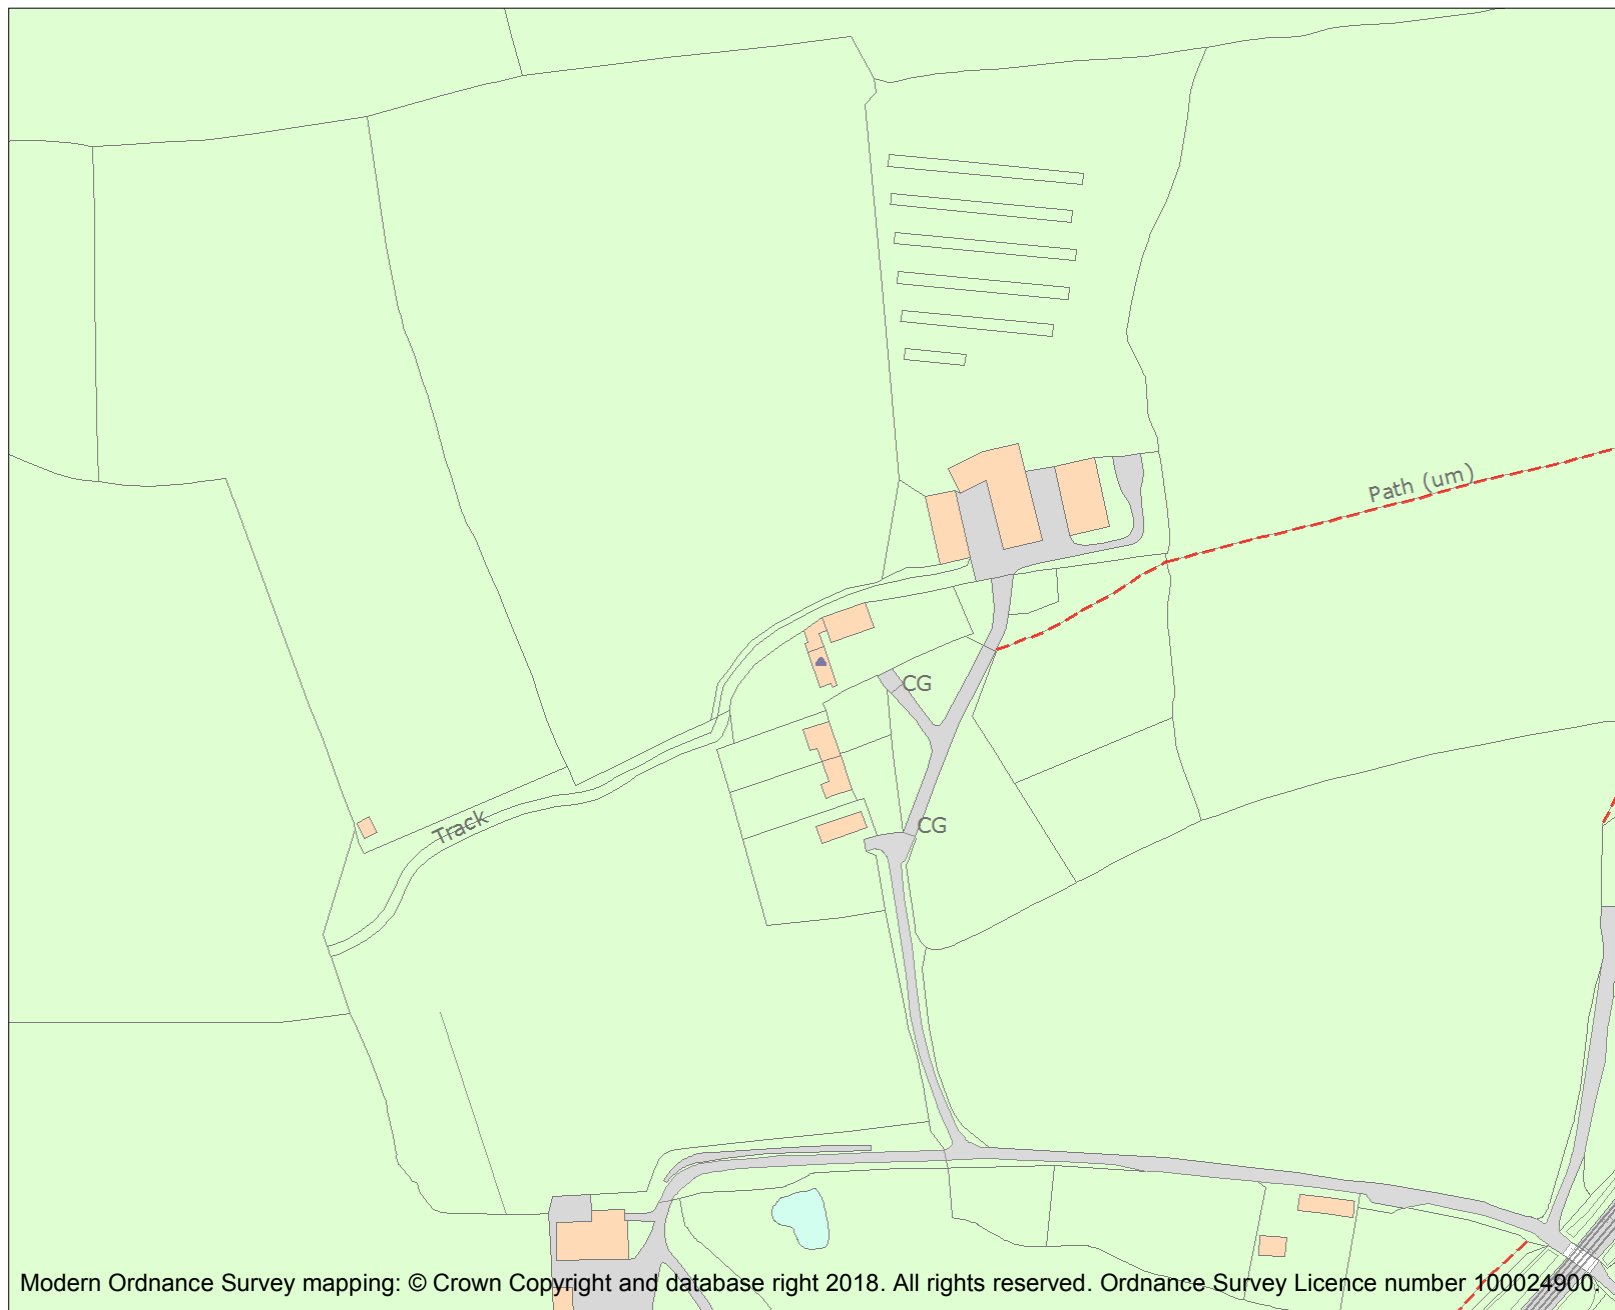 Path (um)
CG
CG
Track
Modern Ordnance Survey mapping: © Crown Copyright and database right 2018. All rights reserved. Ordnance Survey Licence number 100024900.